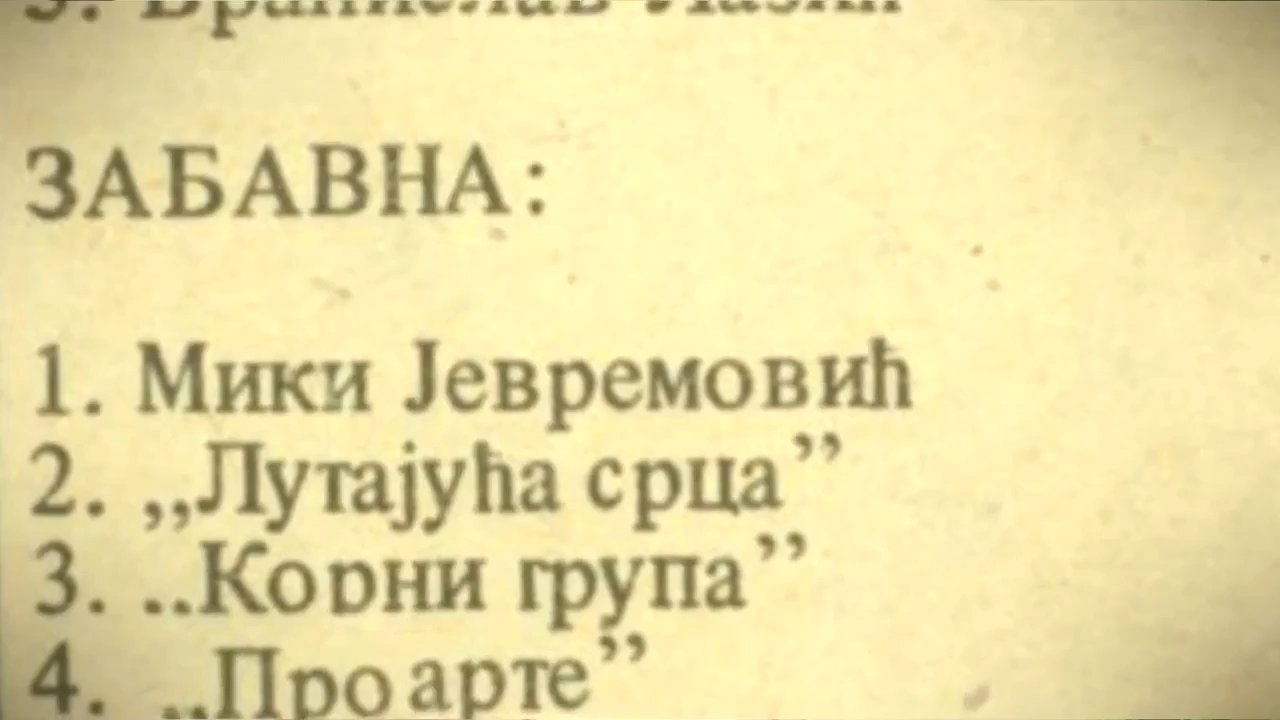 ЗАБАВНА:
1. Мики Јевремовић
2. ,,Лутајућа срца”
3. ,,Корни група”
4. ,,Про арте”